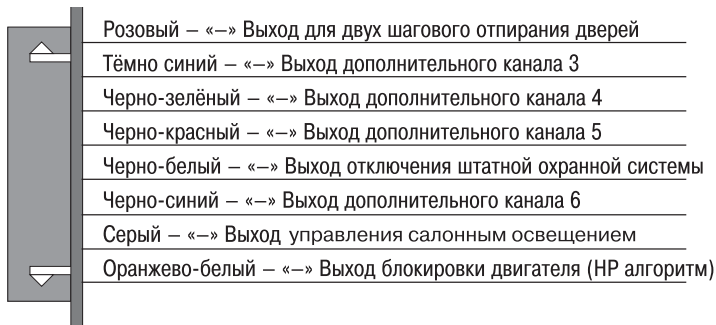 Розовый – «–» Выход для двух шагового отпирания дверей
Тёмно синий – «–» Выход дополнительного канала 3
Черно-зелёный – «–» Выход дополнительного канала 4
Черно-красный – «–» Выход дополнительного канала 5
Черно-белый – «–» Выход отключения штатной охранной системы
Черно-синий – «–» Выход дополнительного канала 6
Серый – «–» Выход управления салонным освещением
Оранжево-белый – «–» Выход блокировки двигателя (НР алгоритм)